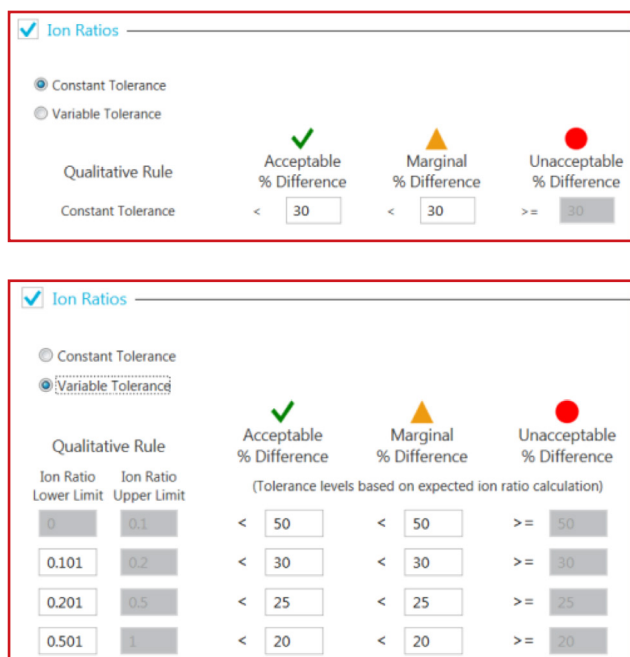 Ion Ratios
Constant Tolerance
Variable Tolerance
Qualitative Rule
Acceptable
% Difference
Marginal
% Difference
Unacceptable
% Difference
Constant Tolerance < 30 < 30 >= 30
Ion Ratios
Constant Tolerance
Variable Tolerance
Qualitative Rule
Acceptable
% Difference
Marginal
% Difference
Unacceptable
% Difference
Ion Ratio
Lower Limit
Ion Ratio
Upper Limit
(Tolerance levels based on expected ion ratio calculation)
0 0.1 < 50 < 50 >= 50
0.101 0.2 < 30 < 30 >= 30
0.201 0.5 < 25 < 25 >= 25
0.501 1 < 20 < 20 >= 20